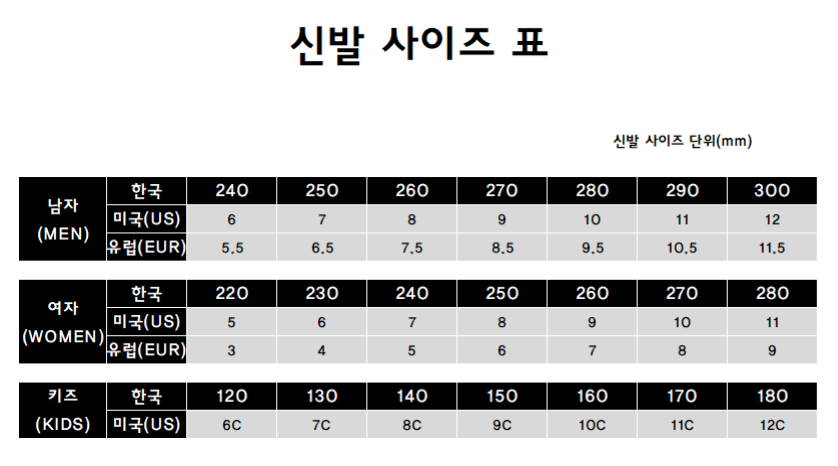 신발 사이즈 표
신발 사이즈 단위(mm)
남자
(MEN)
한국 240 250 260 270 280 290 300
미국(US) 6 7 8 9 10 11 12
유럽(EUR) 5.5 6.5 7.5 8.5 9.5 10.5 11.5
여자
(WOMEN)
한국 220 230 240 250 260 270 280
미국(US) 5 6 7 8 9 10 11
유럽(EUR) 3 4 5 6 7 8 9
키즈
(KIDS)
한국 120 130 140 150 160 170 180
미국(US) 6C 7C 8C 9C 10C 11C 12C